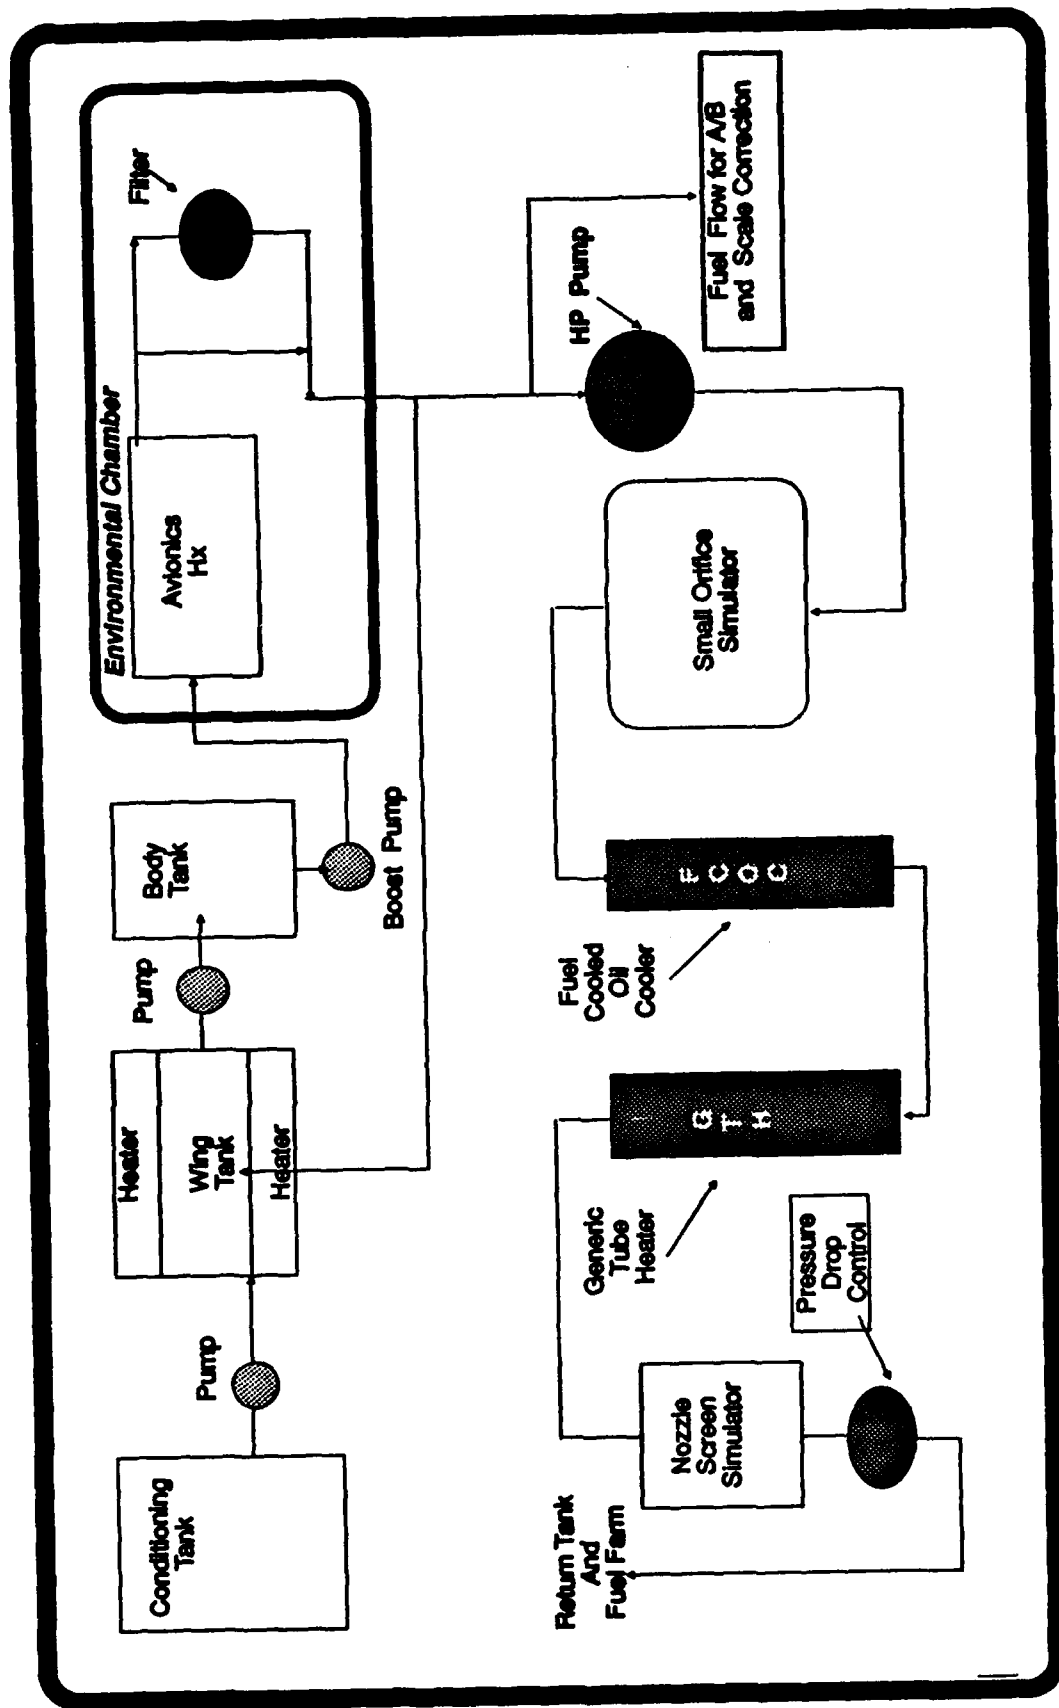 Environmental Chamber
Filter
Avionics
Hx
Body
Tank
Pump
Boost Pump
Heater
Wing
Tank
Heater
Pump
Conditioning
Tank
Fuel Flow for A/B
and Scale Correction
HP Pump
Small Orifice
Simulator
F
C
O
C
Fuel
Cooled
Oil
Cooler
G
T
H
Generic
Tube
Heater
Pressure
Drop
Control
Nozzle
Screen
Simulator
Return Tank
And
Fuel Farm